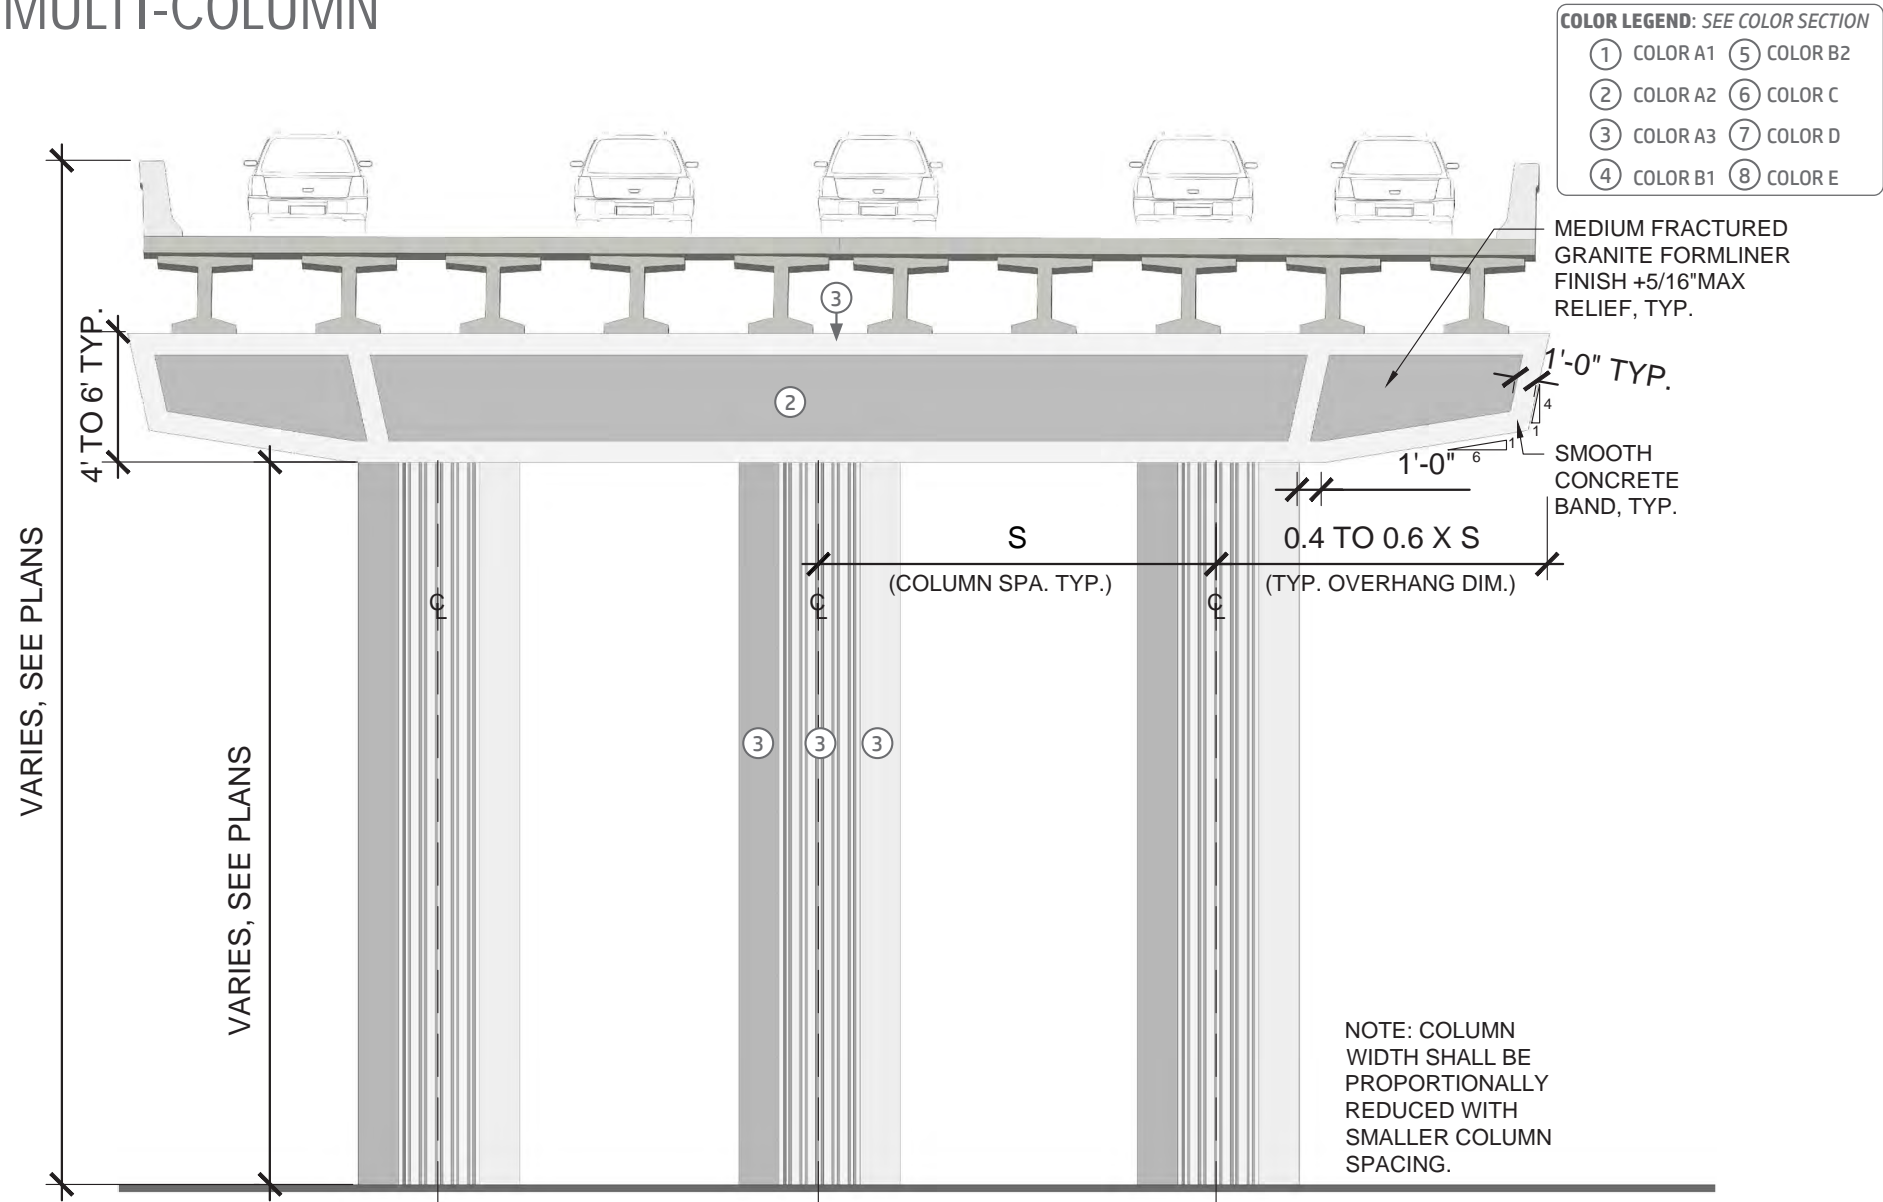 MULTI-COLUMN
COLOR LEGEND: SEE COLOR SECTION
1 COLOR A1 5 COLOR B2
2 COLOR A2 6 COLOR C
3 COLOR A3 7 COLOR D
4 COLOR B1 8 COLOR E
MEDIUM FRACTURED
GRANITE FORMLINER
FINISH +5/16"MAX
RELIEF, TYP.
3
4' TO 6' TYP.
2
1'-0" TYP.
4
1
1
6
1'-0"
SMOOTH
CONCRETE
BAND, TYP.
S
(COLUMN SPA. TYP.)
0.4 TO 0.6 X S
(TYP. OVERHANG DIM.)
CL
CL
CL
VARIES, SEE PLANS
VARIES, SEE PLANS
3 3 3
NOTE: COLUMN
WIDTH SHALL BE
PROPORTIONALLY
REDUCED WITH
SMALLER COLUMN
SPACING.